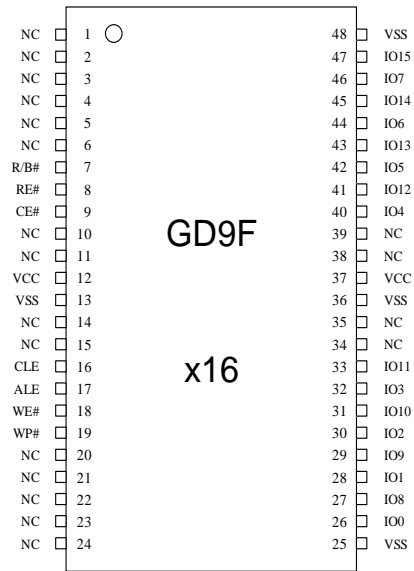 NC 1 48 VSS
NC 2 47 IO15
NC 3 46 IO7
NC 4 45 IO14
NC 5 44 IO6
NC 6 43 IO13
R/B# 7 42 IO5
RE# 8 41 IO12
CE# 9 40 IO4
NC 10 GD9F 39 NC
NC 11 38 NC
VCC 12 37 VCC
VSS 13 36 VSS
NC 14 35 NC
NC 15 34 NC
CLE 16 x16 33 IO11
ALE 17 32 IO3
WE# 18 31 IO10
WP# 19 30 IO2
NC 20 29 IO9
NC 21 28 IO1
NC 22 27 IO8
NC 23 26 IO0
NC 24 25 VSS